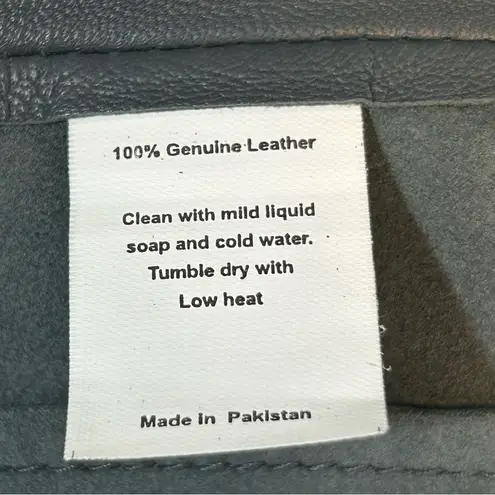 100% Genuine Leather
Clean with mild liquid
soap and cold water.
Tumble dry with
Low heat
Made in Pakistan